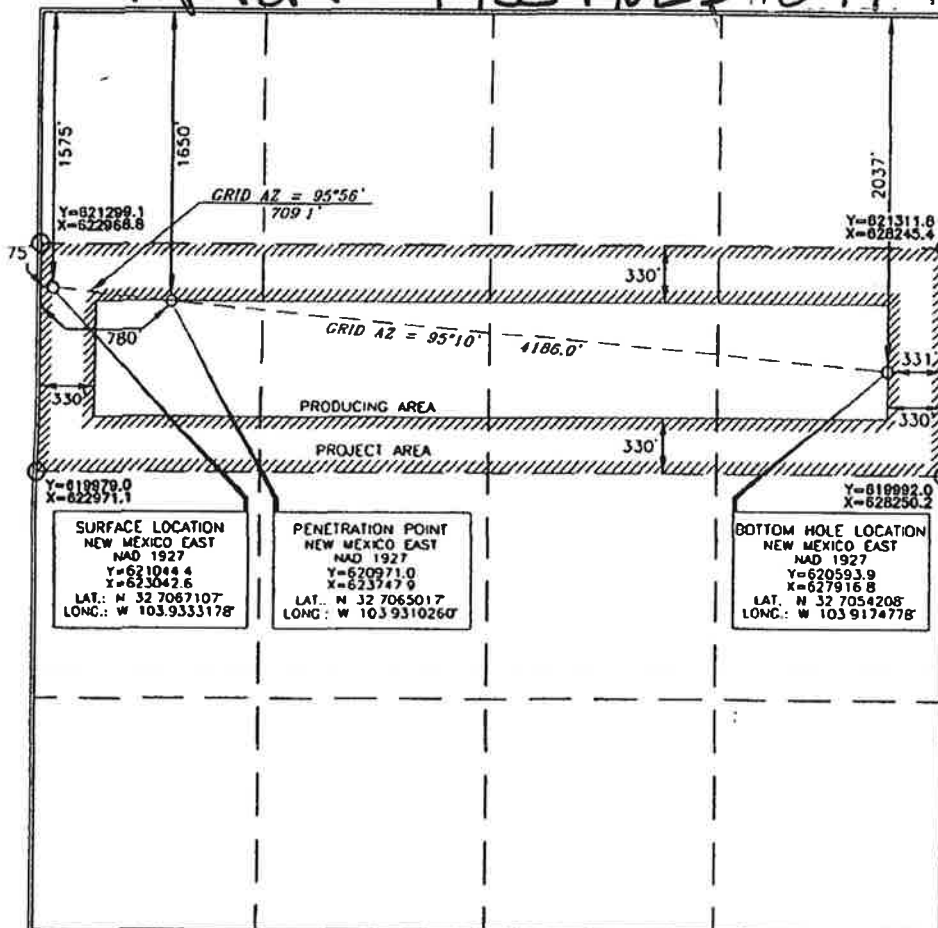 1575'
1650'
2037'
GRID AZ = 95°56'
709.1'
Y=621299.1
X=622966.8
Y=621311.6
X=628245.4
75'
330'
780'
GRID AZ = 95°10' 4186.0'
331'
330'
330'
PRODUCING AREA
PROJECT AREA
330'
Y=619979.0
X=622971.1
Y=619992.0
X=628250.2
SURFACE LOCATION
NEW MEXICO EAST
NAD 1927
Y=621044.4
X=623042.6
LAT.: N 32.7067107°
LONG.: W 103.9333178°
PENETRATION POINT
NEW MEXICO EAST
NAD 1927
Y=620971.0
X=623747.9
LAT.: N 32.7065017°
LONG.: W 103.9310260°
BOTTOM HOLE LOCATION
NEW MEXICO EAST
NAD 1927
Y=620593.9
X=627916.8
LAT.: N 32.7054208°
LONG.: W 103.9174778°